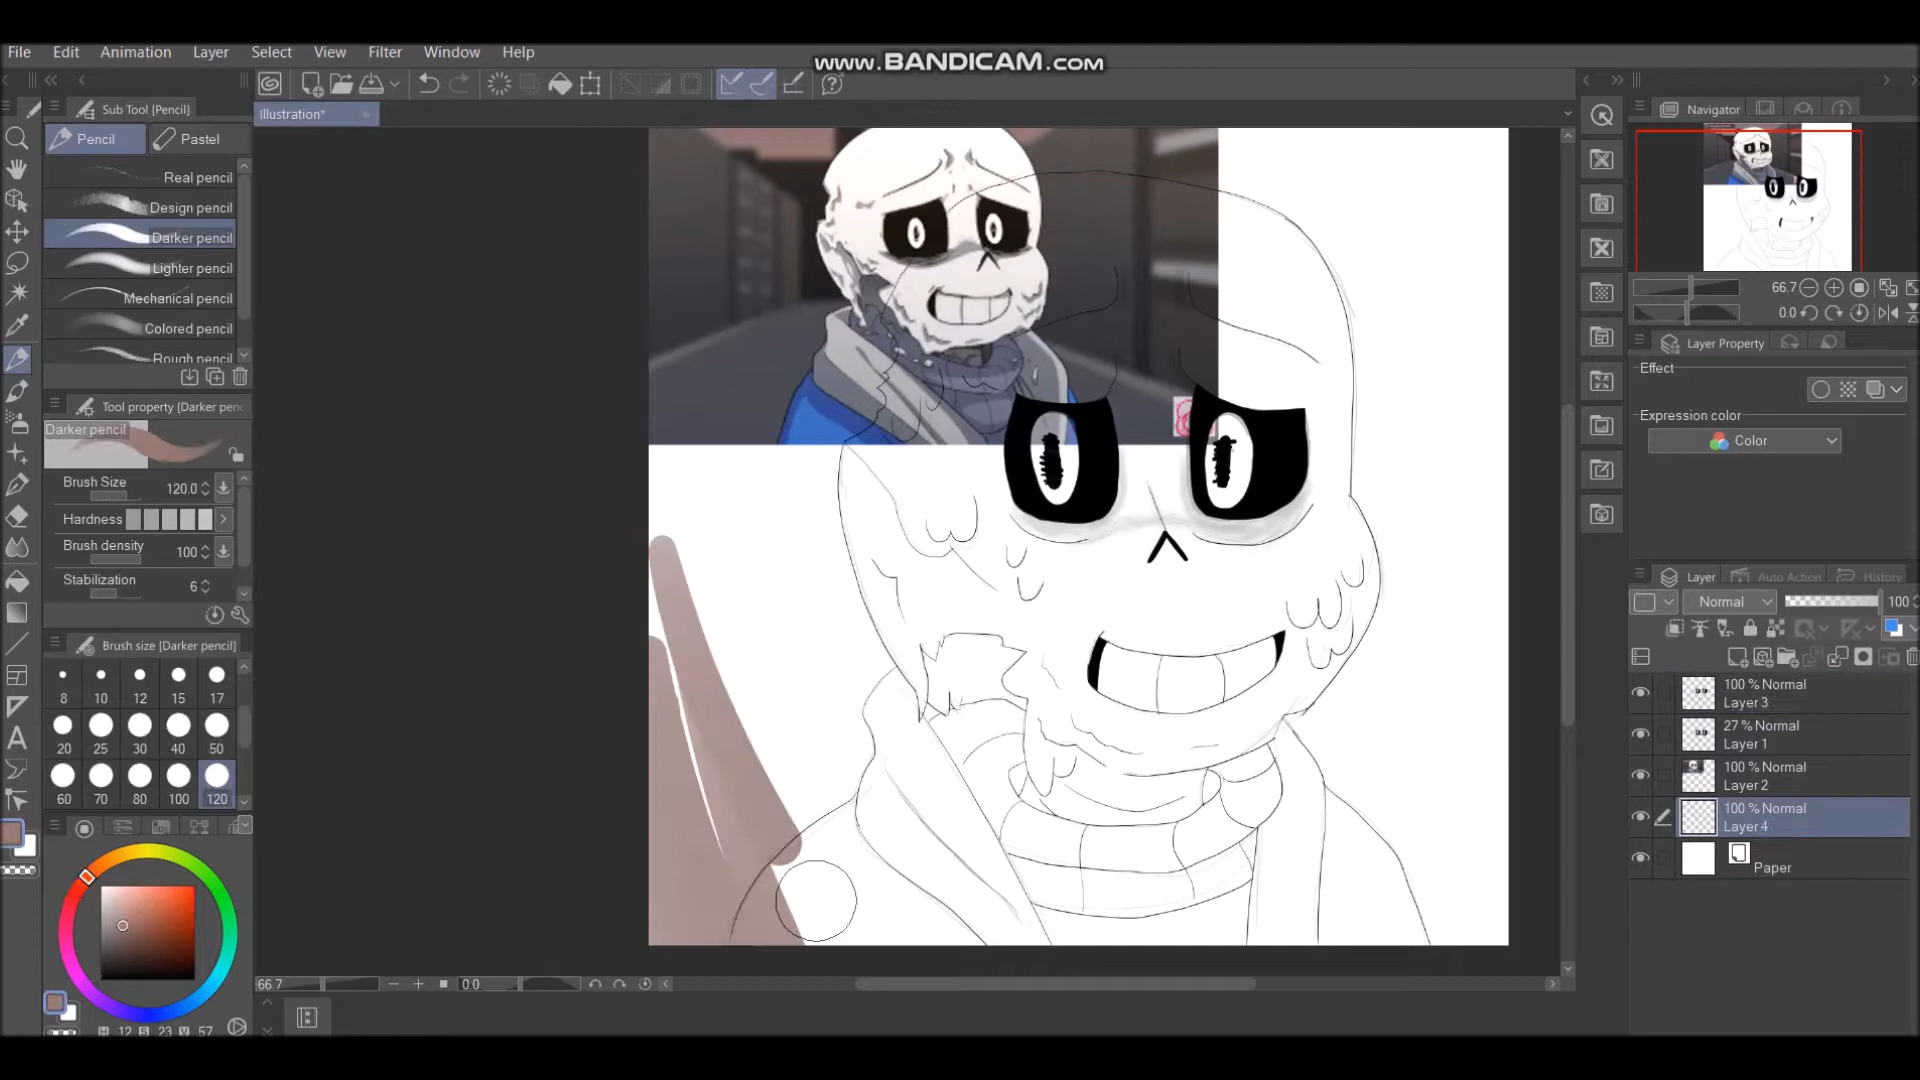 File Edit Animation Layer Select View Filter Window Help
www.BANDICAM.com
Sub Tool [Pencil]
Illustration*
Navigator
Pencil
Pastel
Real pencil
Design pencil
Darker pencil
Lighter pencil
Mechanical pencil
Colored pencil
Rough pencil
Tool property [Darker penc
Darker pencil
Brush Size 120.0
Hardness
Brush density 100
Stabilization 6
Brush size [Darker pencil]
8 10 12 15 17
20 25 30 40 50
60 70 80 100 120
H 12 S 23 V 57
66.7 0.0
66.7
0.0
Layer Property
Effect
Expression color
Color
Layer Auto Action History
Normal 100
100 % Normal
Layer 3
27 % Normal
Layer 1
100 % Normal
Layer 2
100 % Normal
Layer 4
Paper